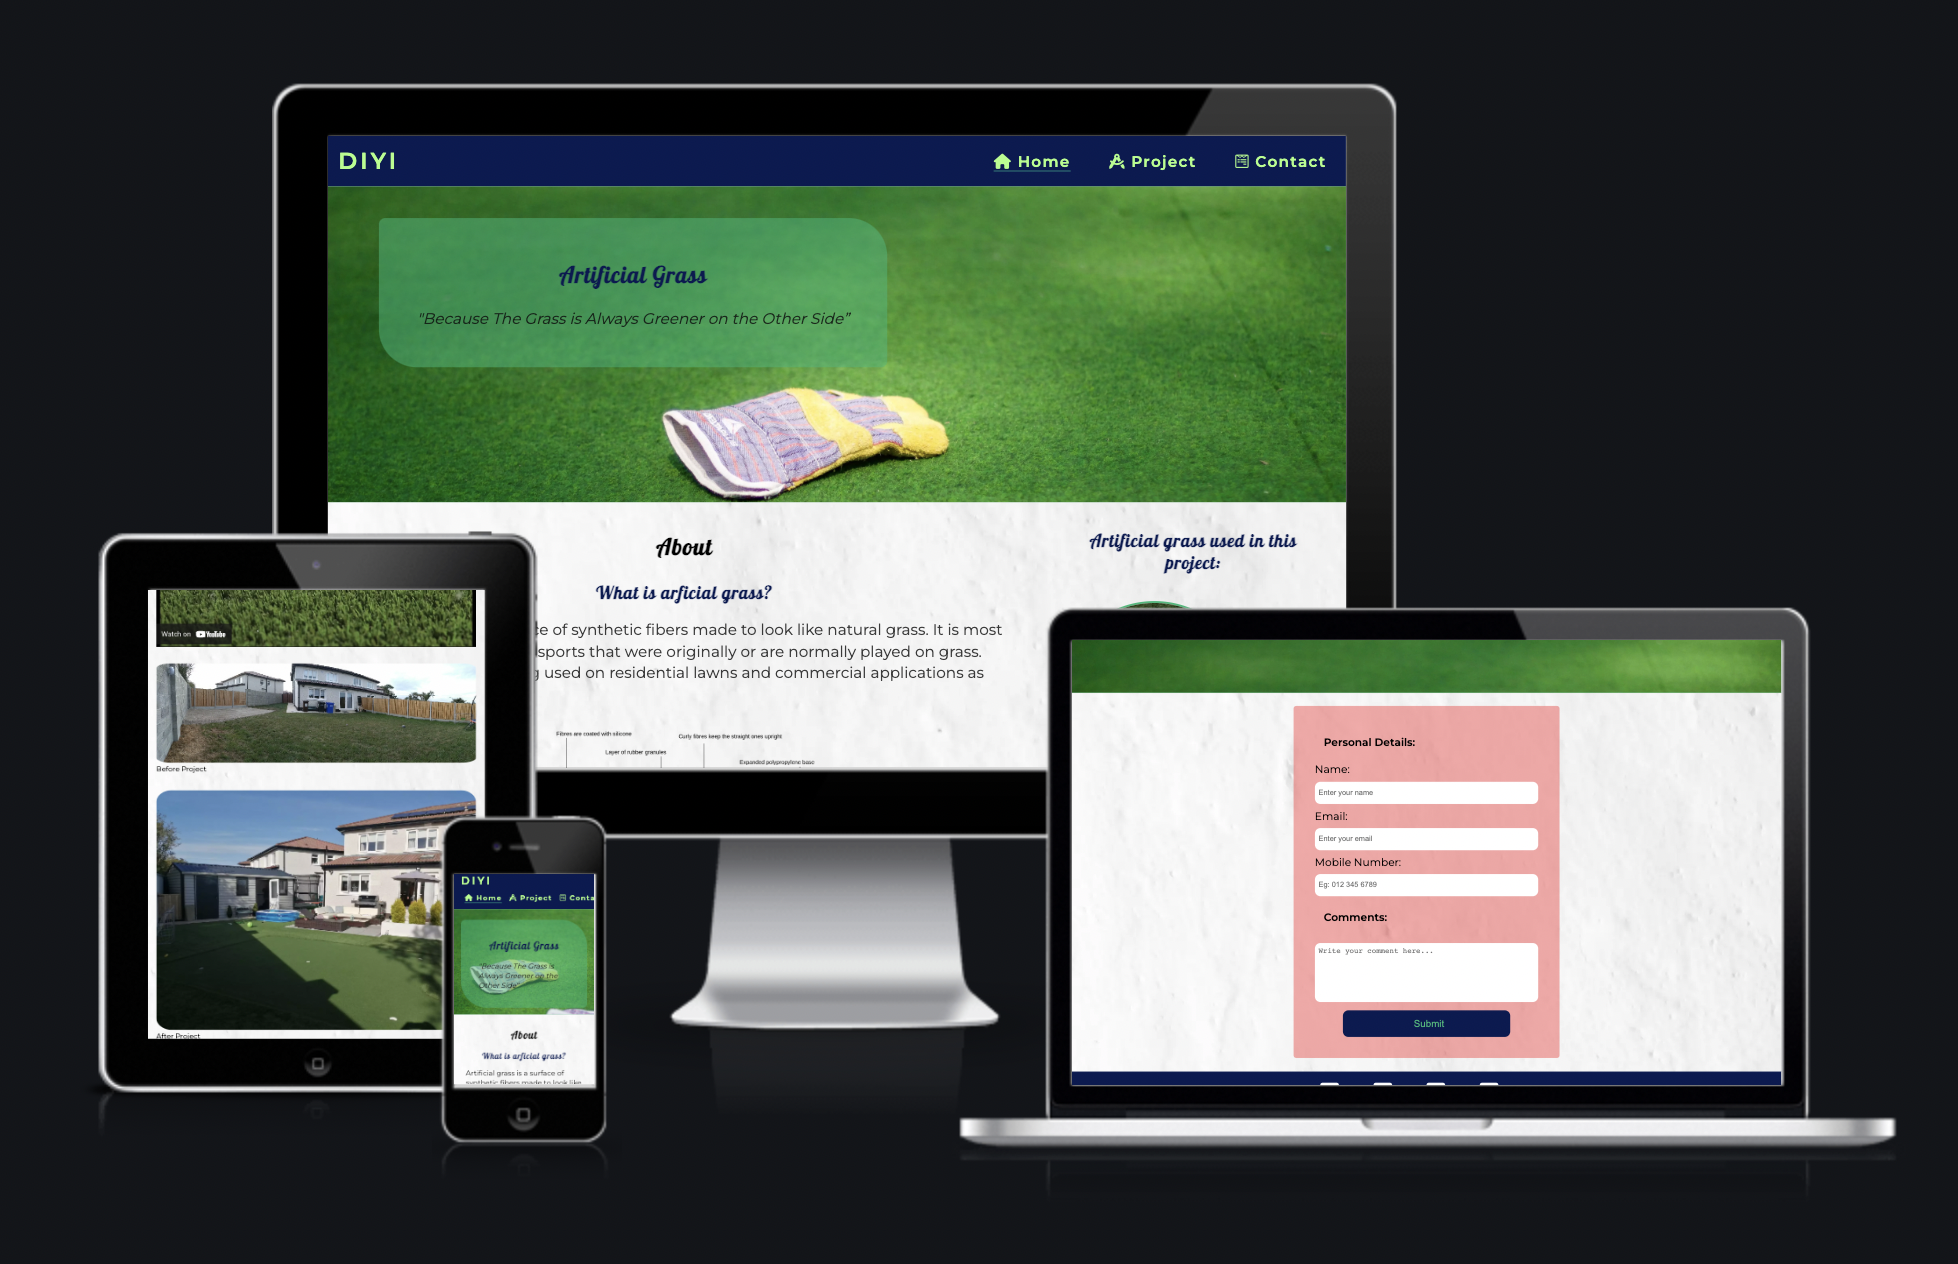 DIYI
Home
Project
Contact
Artificial Grass
"Because The Grass is Always Greener on the Other Side”
About
What is arficial grass?
ce of synthetic fibers made to look like natural grass. It is most
sports that were originally or are normally played on grass.
g used on residential lawns and commercial applications as
Fibres are coated with silicone
Curly fibres keep the straight ones upright
Layer of rubber granules
Expanded polypropylene base
Artificial grass used in this
project:
Watch on YouTube
Before Project
After Project
DIYI
Home
Project
Conta
Artificial Grass
"Because The Grass is
Always Greener on the
Other Side”
About
What is arficial grass?
Artificial grass is a surface of
synthetic fibers made to look like
Personal Details:
Name:
Enter your name
Email:
Enter your email
Mobile Number:
Eg: 012 345 6789
Comments:
Write your comment here...
Submit